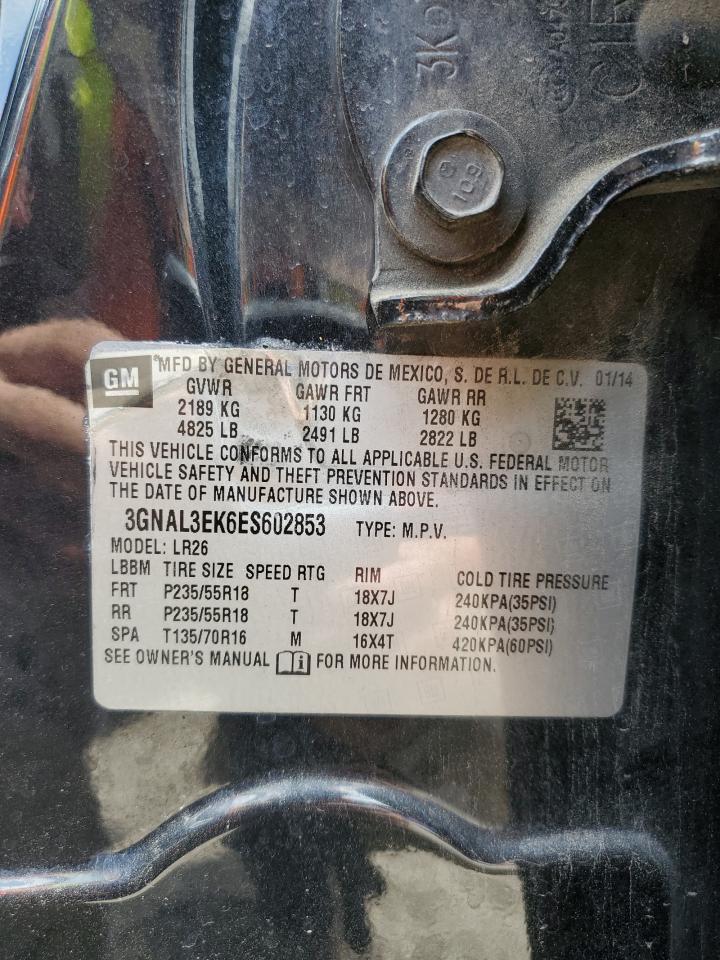 3K
109
GM
MFD BY GENERAL MOTORS DE MEXICO, S. DE R.L. DE C.V. 01/14
GVWR GAWR FRT GAWR RR
2189 KG 1130 KG 1280 KG
4825 LB 2491 LB 2822 LB
THIS VEHICLE CONFORMS TO ALL APPLICABLE U.S. FEDERAL MOTOR
VEHICLE SAFETY AND THEFT PREVENTION STANDARDS IN EFFECT ON
THE DATE OF MANUFACTURE SHOWN ABOVE.
3GNAL3EK6ES602853 TYPE: M.P.V.
MODEL: LR26
LBBM TIRE SIZE SPEED RTG RIM COLD TIRE PRESSURE
FRT P235/55R18 T 18X7J 240KPA(35PSI)
RR P235/55R18 T 18X7J 240KPA(35PSI)
SPA T135/70R16 M 16X4T 420KPA(60PSI)
SEE OWNER'S MANUAL i FOR MORE INFORMATION.